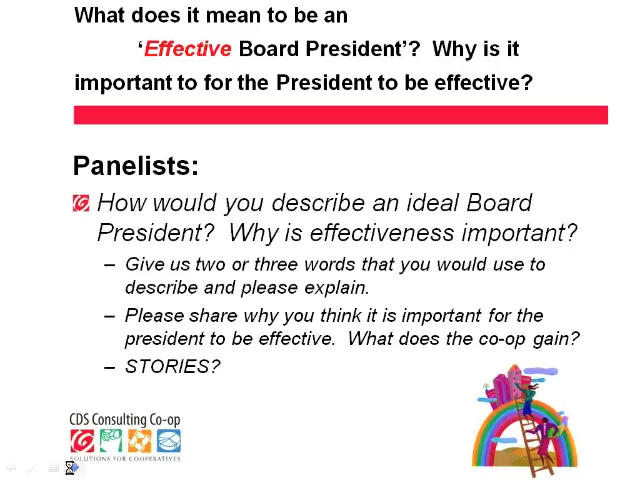 What does it mean to be an
‘Effective Board President’? Why is it
important to for the President to be effective?
Panelists:
How would you describe an ideal Board
President? Why is effectiveness important?
– Give us two or three words that you would use to
describe and please explain.
– Please share why you think it is important for the
president to be effective. What does the co-op gain?
– STORIES?
CDS Consulting Co-op
SOLUTIONS FOR COOPERATIVES